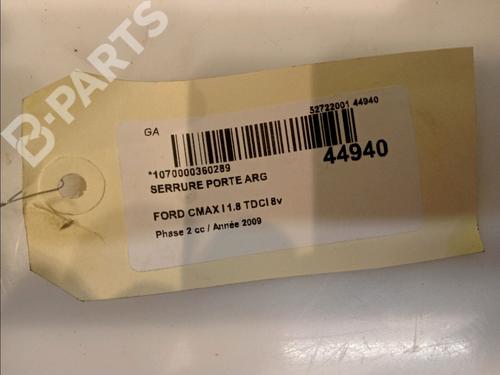 B-PARTS
GA
52722001 44940
*1070000360289
44940
SERRURE PORTE ARG
FORD CMAX I 1.8 TDCI 8v
Phase 2 cc / Année 2009